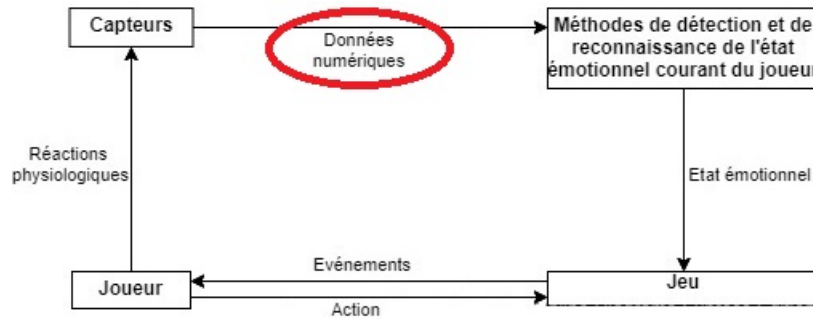 Capteurs
Données
numériques
Méthodes de détection et de
reconnaissance de l'état
émotionnel courant du joueur
Réactions
physiologiques
Etat émotionnel
Joueur
Evénements
Action
Jeu